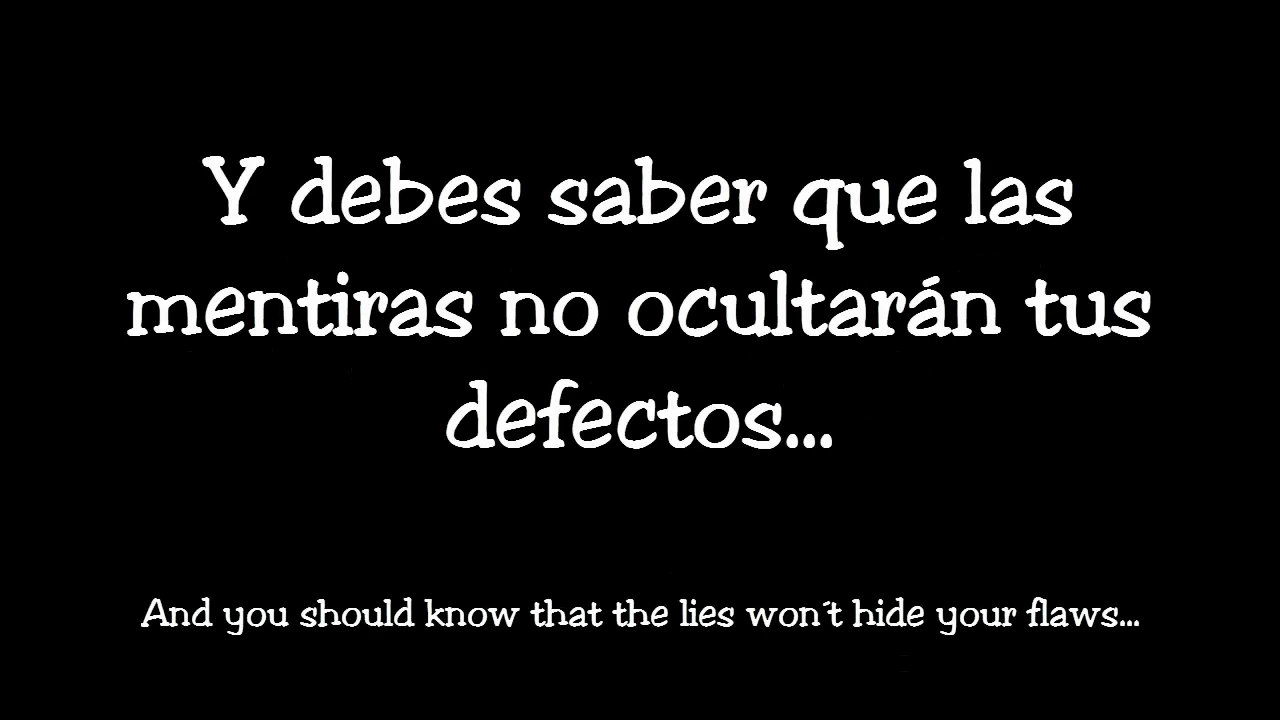 Y debes saber que las
mentiras no ocultarán tus
defectos...
And you should know that the lies won´t hide your flaws...